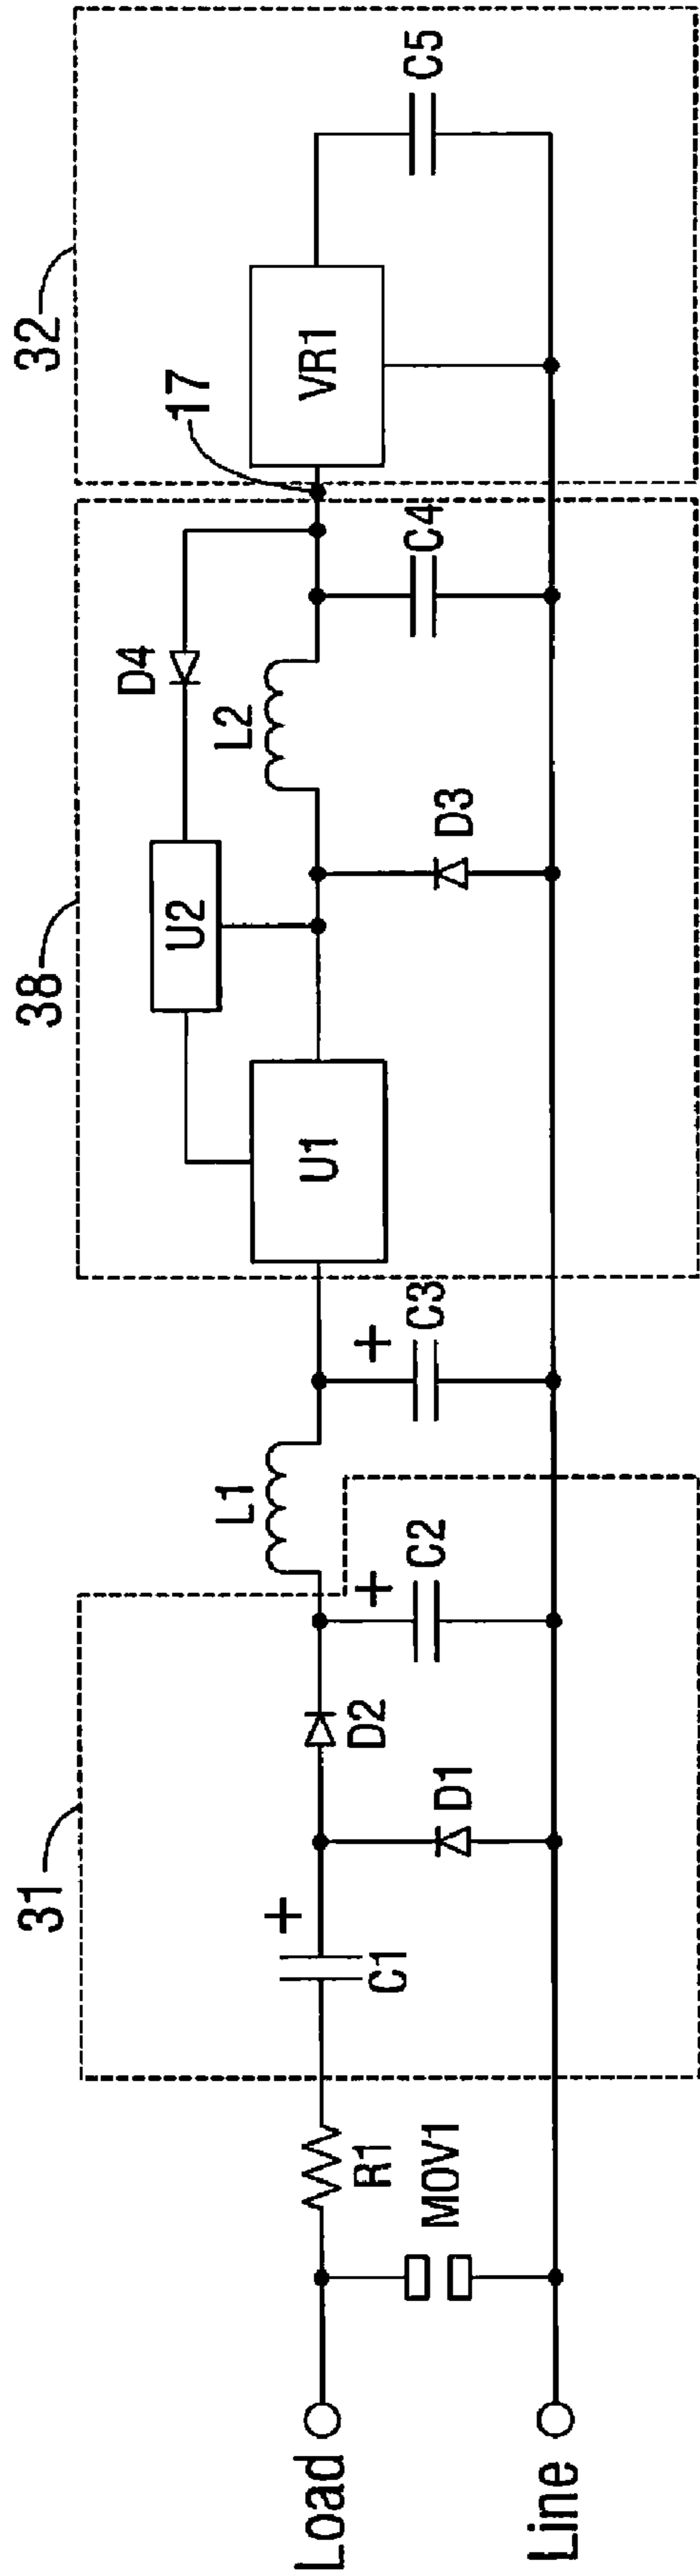 31
38
32
17
D4
U2
L1
L2
U1
VR1
Load
R1
C1
+
D2
+
+
MOV1
D1
C2
C3
D3
C4
C5
Line